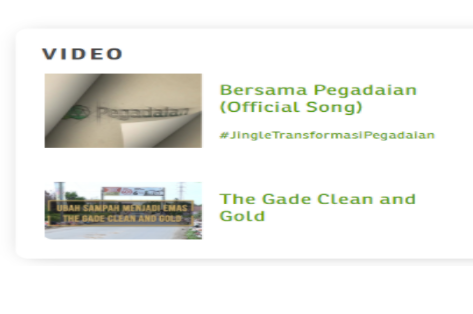 VIDEO
Pegadaian
Bersama Pegadaian
(Official Song)
#JingleTransformasiPegadaian
UBAH SAMPAH MENJADI EMAS
THE GADE CLEAN AND GOLD
The Gade Clean and
Gold